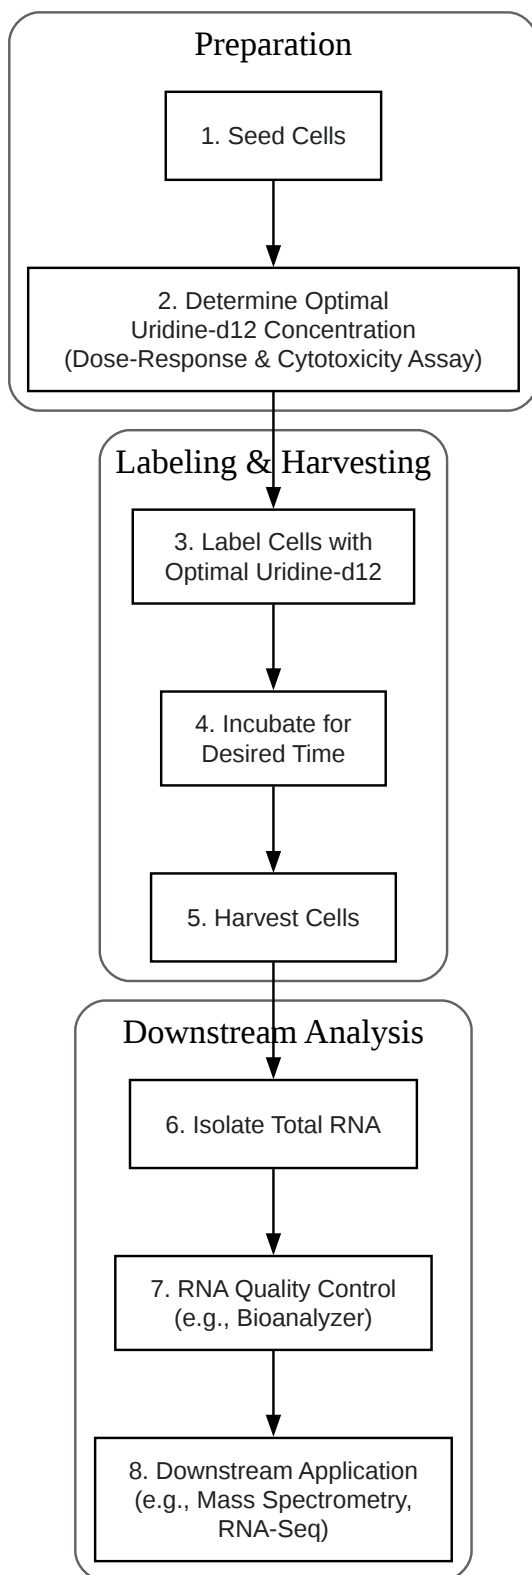 Preparation
1. Seed Cells
2. Determine Optimal
Uridine-d12 Concentration
(Dose-Response & Cytotoxicity Assay)
Labeling & Harvesting
3. Label Cells with
Optimal Uridine-d12
4. Incubate for
Desired Time
5. Harvest Cells
Downstream Analysis
6. Isolate Total RNA
7. RNA Quality Control
(e.g., Bioanalyzer)
8. Downstream Application
(e.g., Mass Spectrometry,
RNA-Seq)